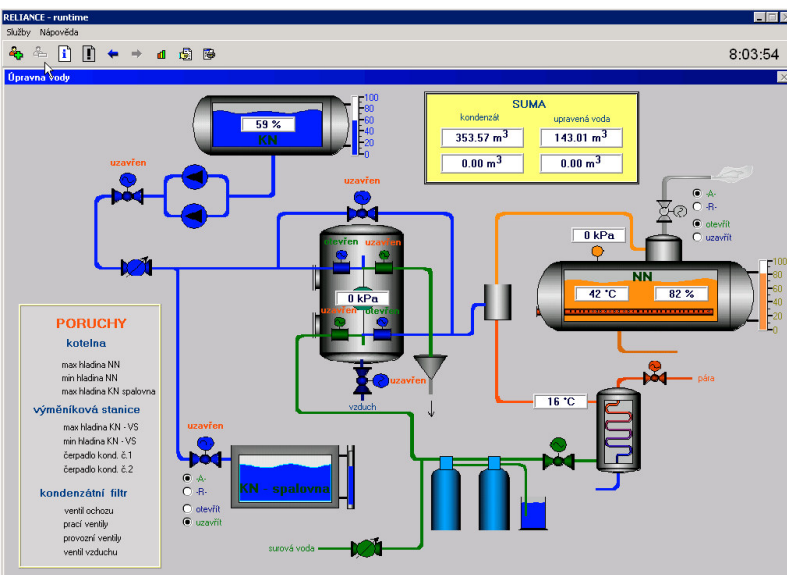 RELIANCE - runtime
Služby Nápověda
8:03:54
Úpravna vody
59 %
KN
100
80
60
40
20
0
SUMA
kondenzát upravená voda
353.57 m³ 143.01 m³
0.00 m³ 0.00 m³
uzavřen
uzavřen
-A-
-R-
otevřít
uzavřít
0 kPa
otevřen uzavřen
NN
42 °C 82 %
100
80
60
40
20
0
0 kPa
uzavřen otevřen
PORUCHY
kotelna
max hladina NN
min hladina NN
max hladina KN spalovna
výměníková stanice
max hladina KN - VS
min hladina KN - VS
čerpadlo kond. č.1
čerpadlo kond. č.2
kondenzátní filtr
ventil ochozu
prací ventily
provozní ventily
ventil vzduchu
uzavřen
vzduch
pára
16 °C
uzavřen
-A-
-R-
otevřít
uzavřít
KN - spalovna
surová voda